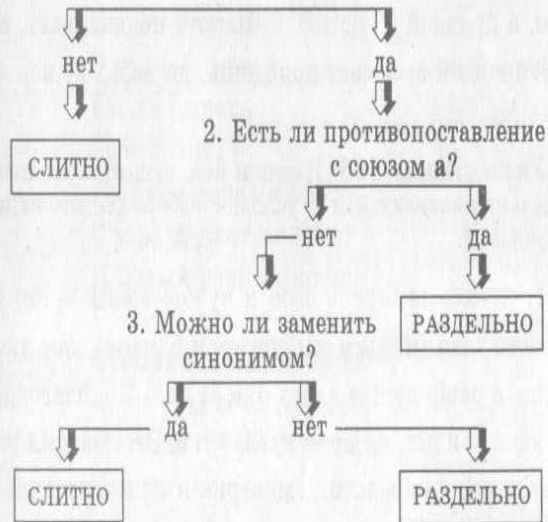 нет
да
СЛИТНО
2. Есть ли противопоставление
с союзом а?
нет
да
3. Можно ли заменить
синонимом?
РАЗДЕЛЬНО
да
нет
СЛИТНО
РАЗДЕЛЬНО